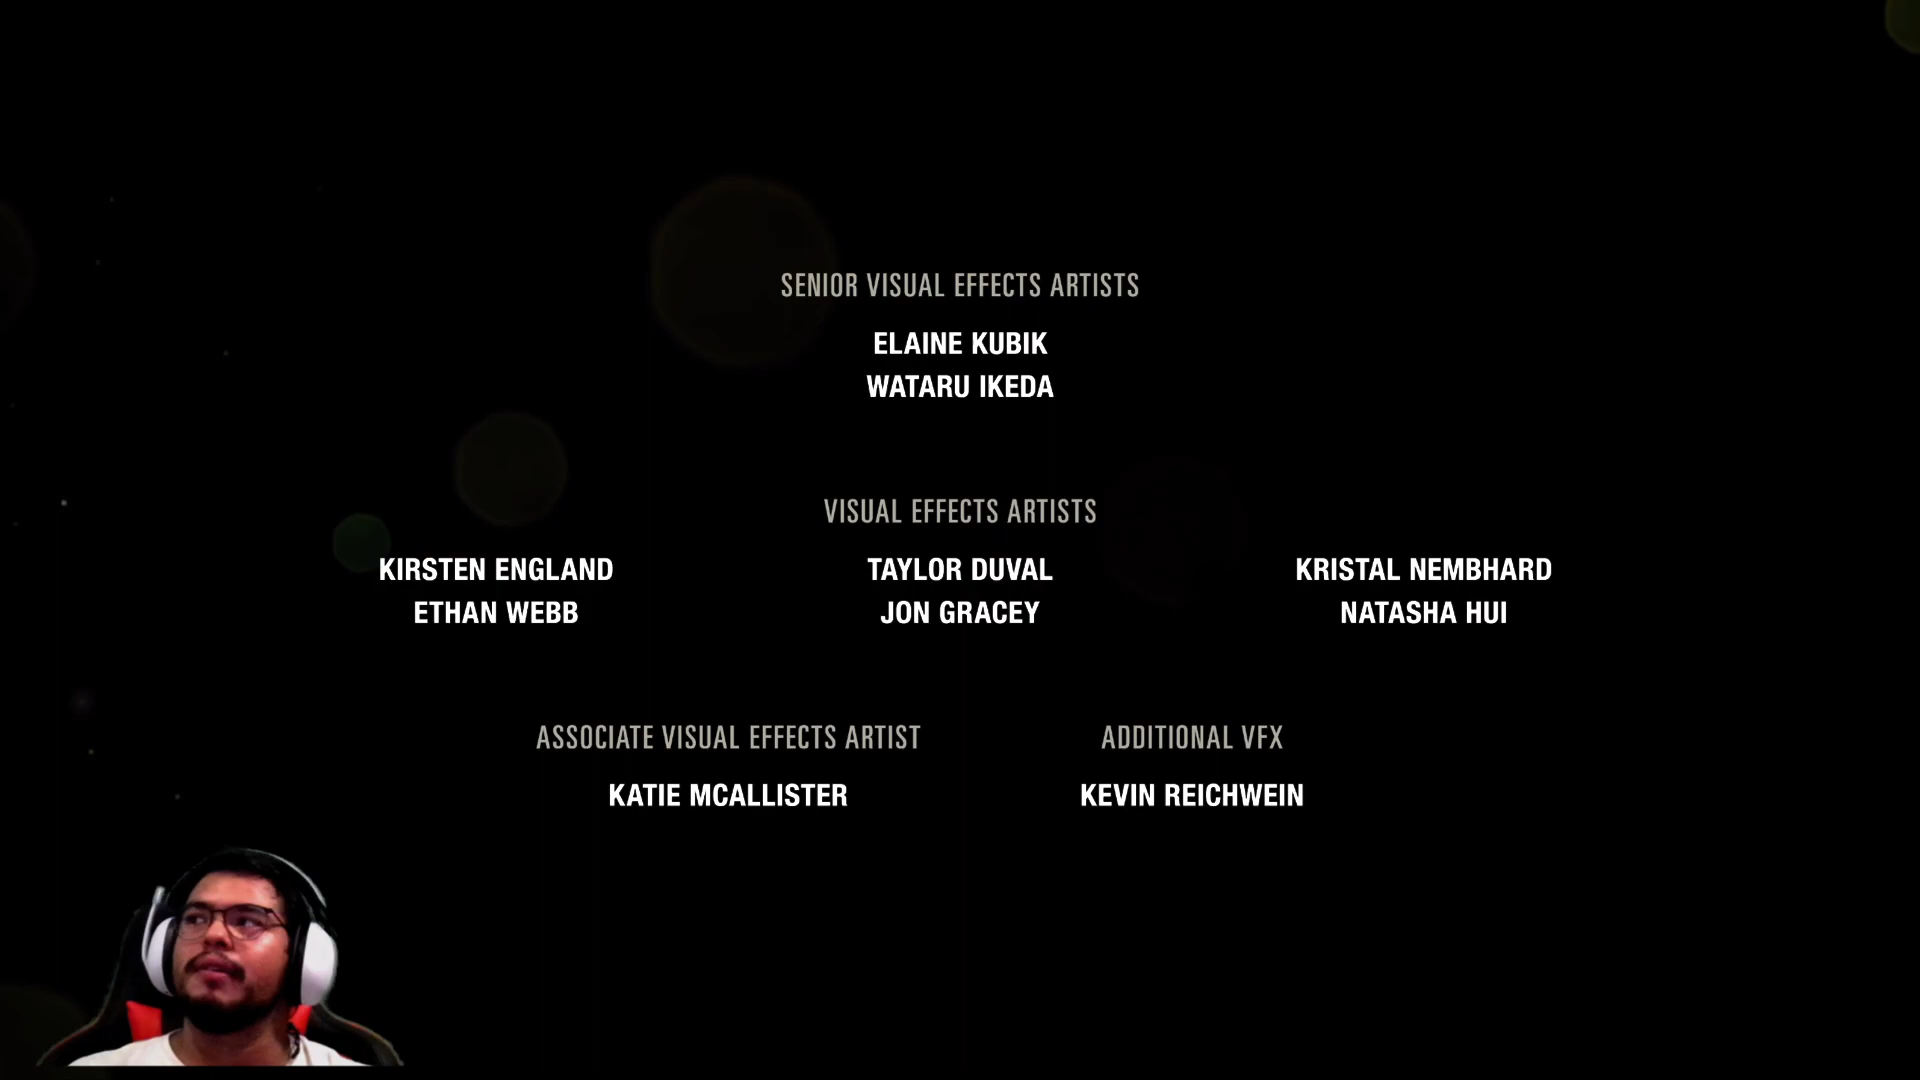 SENIOR VISUAL EFFECTS ARTISTS
ELAINE KUBIK
WATARU IKEDA
VISUAL EFFECTS ARTISTS
KIRSTEN ENGLAND TAYLOR DUVAL KRISTAL NEMBHARD
ETHAN WEBB JON GRACEY NATASHA HUI
ASSOCIATE VISUAL EFFECTS ARTIST ADDITIONAL VFX
KATIE MCALLISTER KEVIN REICHWEIN